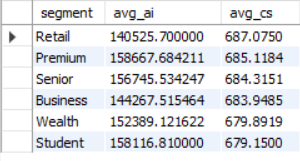 segment avg_ai avg_cs
Retail 140525.700000 687.0750
Premium 158667.684211 685.1184
Senior 156745.534247 684.3151
Business 144267.515464 683.9485
Wealth 152389.121622 679.8919
Student 158116.810000 679.1500